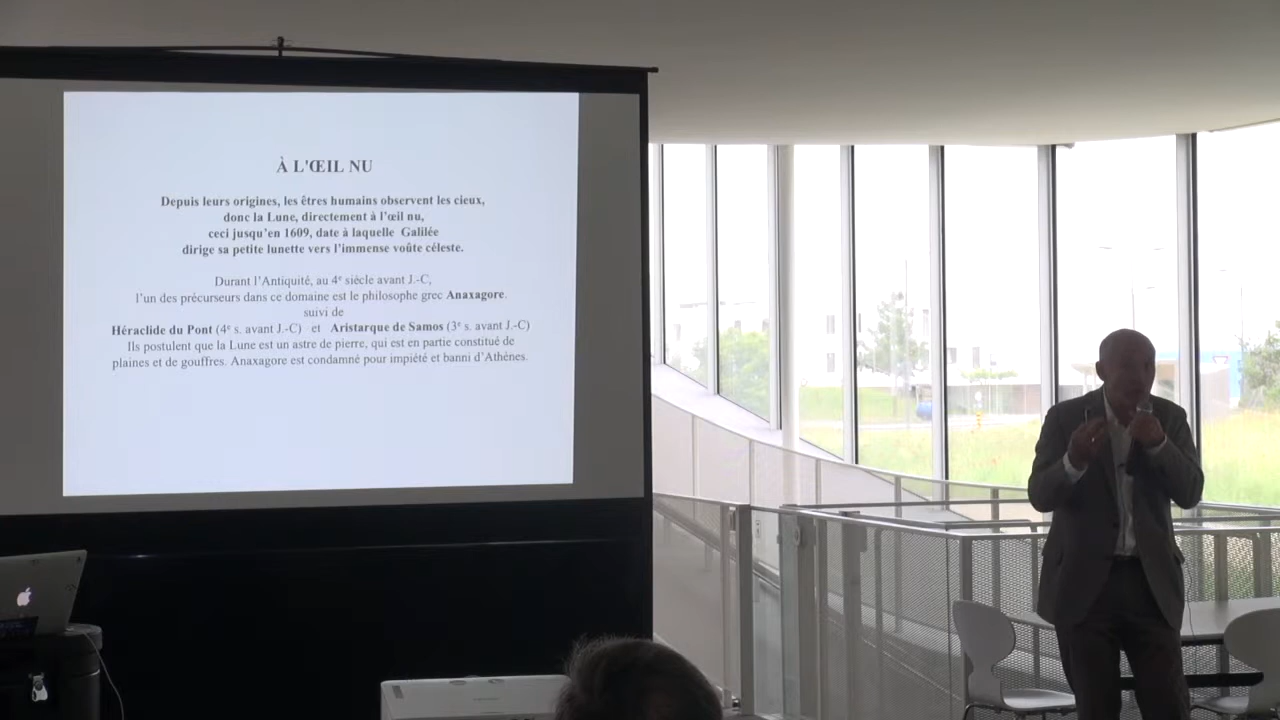 À L'ŒIL NU
Depuis leurs origines, les êtres humains observent les cieux,
donc la Lune, directement à l'œil nu,
ceci jusqu'en 1609, date à laquelle Galilée
dirige sa petite lunette vers l'immense voûte céleste.
Durant l'Antiquité, au 4e siècle avant J.-C,
l'un des précurseurs dans ce domaine est le philosophe grec Anaxagore.
suivi de
Héraclide du Pont (4e s. avant J.-C) et Aristarque de Samos (3e s. avant J.-C)
Ils postulent que la Lune est un astre de pierre, qui est en partie constitué de
plaines et de gouffres. Anaxagore est condamné pour impiété et banni d'Athènes.